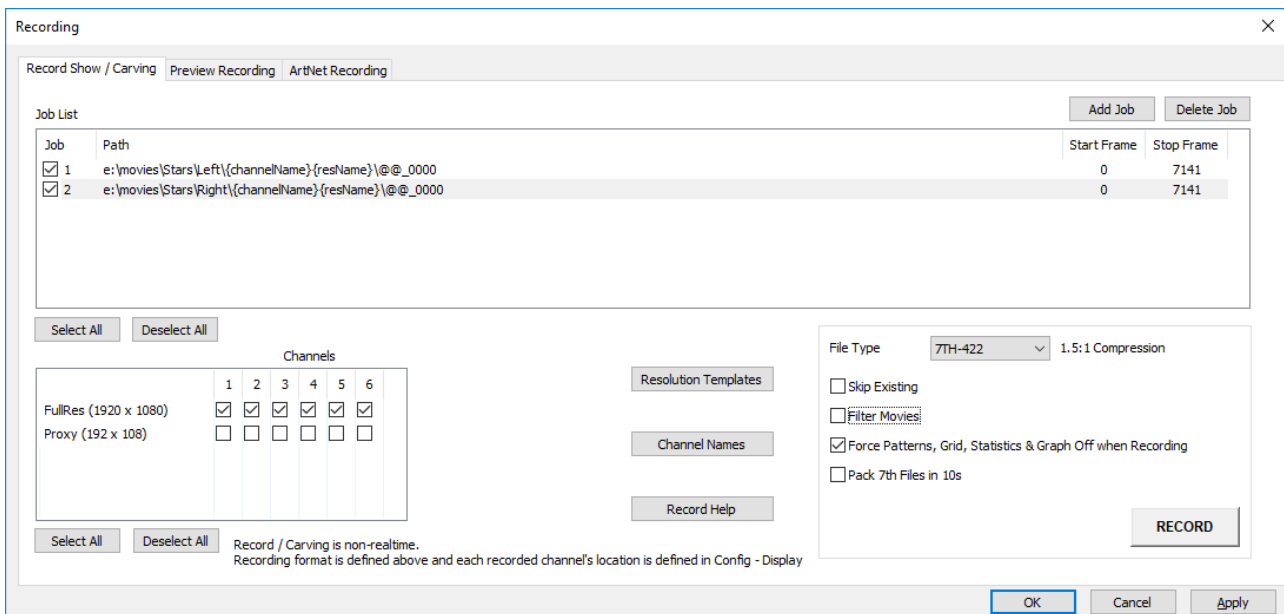 Recording
Record Show / Carving Preview Recording ArtNet Recording
Job List
Add Job Delete Job
Job Path Start Frame Stop Frame
1 e:\movies\Stars\Left\{channelName}{resName}\@@_0000 0 7141
2 e:\movies\Stars\Right\{channelName}{resName}\@@_0000 0 7141
Select All Deselect All
Channels
1 2 3 4 5 6
FullRes (1920 x 1080)
Proxy (192 x 108)
Select All Deselect All
Record / Carving is non-realtime.
Recording format is defined above and each recorded channel's location is defined in Config - Display
Resolution Templates
Channel Names
Record Help
File Type 7TH-422 1.5:1 Compression
Skip Existing
Filter Movies
Force Patterns, Grid, Statistics & Graph Off when Recording
Pack 7th Files in 10s
RECORD
OK Cancel Apply